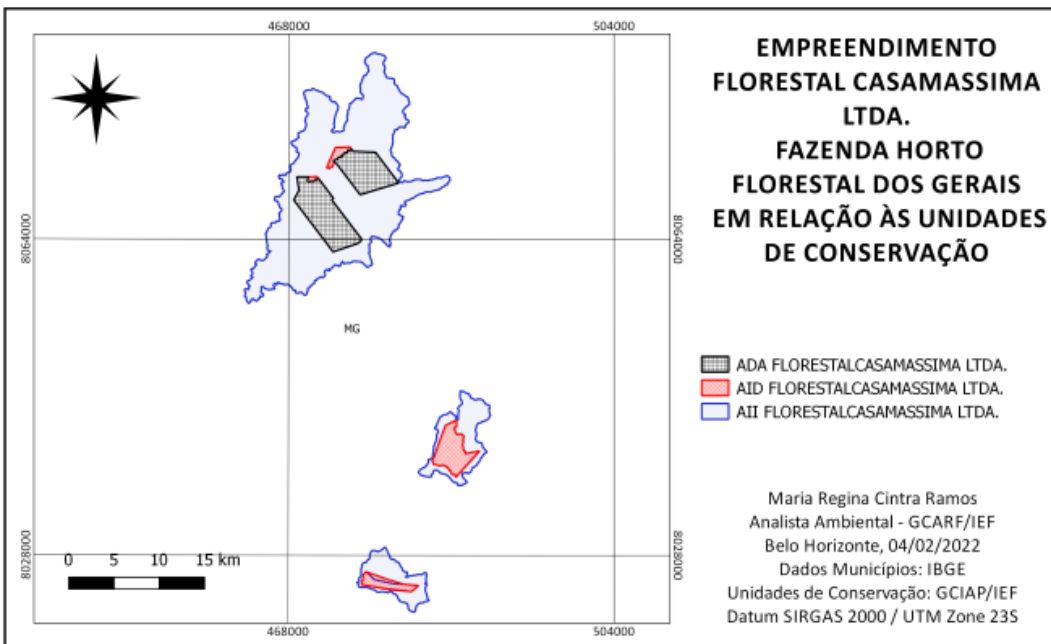 468000
504000
8064000
8064000
MG
8028000
8028000
0 5 10 15 km
468000
504000
EMPREENDIMENTO
FLORESTAL CASAMASSIMA
LTDA.
FAZENDA HORTO
FLORESTAL DOS GERAIS
EM RELAÇÃO ÀS UNIDADES
DE CONSERVAÇÃO
ADA FLORESTALCASAMASSIMA LTDA.
AID FLORESTALCASAMASSIMA LTDA.
AII FLORESTALCASAMASSIMA LTDA.
Maria Regina Cintra Ramos
Analista Ambiental - GCARF/IEF
Belo Horizonte, 04/02/2022
Dados Municípios: IBGE
Unidades de Conservação: GCIAP/IEF
Datum SIRGAS 2000 / UTM Zone 23S